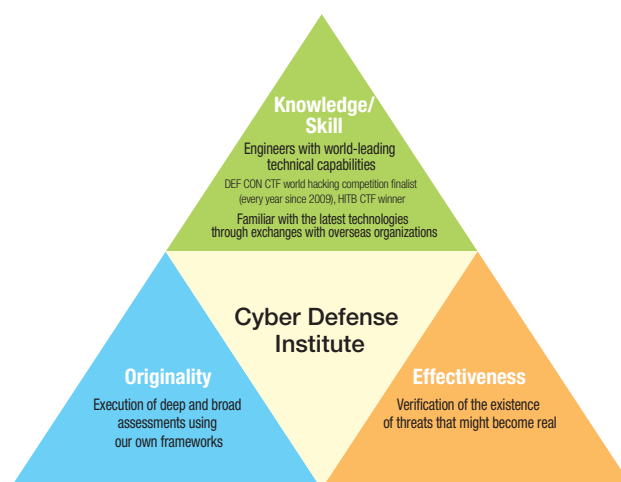 Knowledge/
Skill
Engineers with world-leading
technical capabilities
DEF CON CTF world hacking competition finalist
(every year since 2009), HITB CTF winner
Familiar with the latest technologies
through exchanges with overseas organizations
Cyber Defense
Institute
Originality
Execution of deep and broad
assessments using
our own frameworks
Effectiveness
Verification of the existence
of threats that might become real